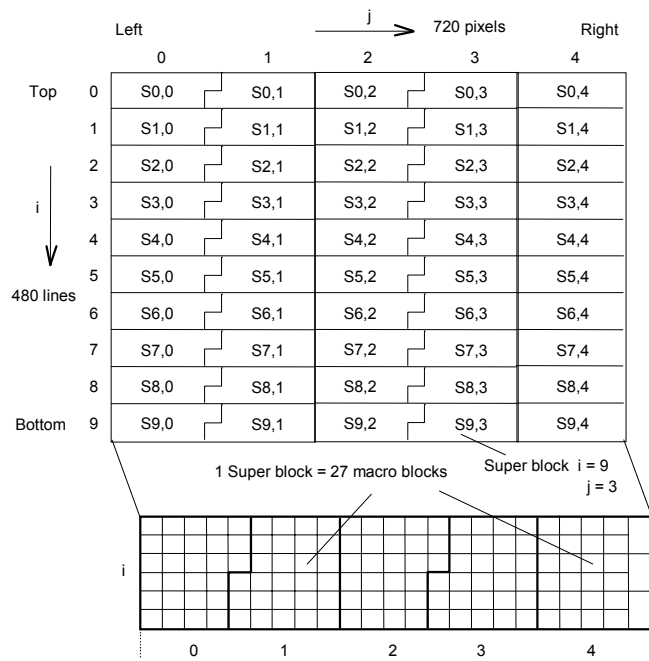 j
Left 720 pixels Right
0 1 2 3 4
Top 0 S0,0 S0,1 S0,2 S0,3 S0,4
1 S1,0 S1,1 S1,2 S1,3 S1,4
2 S2,0 S2,1 S2,2 S2,3 S2,4
i 3 S3,0 S3,1 S3,2 S3,3 S3,4
4 S4,0 S4,1 S4,2 S4,3 S4,4
5 S5,0 S5,1 S5,2 S5,3 S5,4
480 lines
6 S6,0 S6,1 S6,2 S6,3 S6,4
7 S7,0 S7,1 S7,2 S7,3 S7,4
8 S8,0 S8,1 S8,2 S8,3 S8,4
Bottom 9 S9,0 S9,1 S9,2 S9,3 S9,4
1 Super block = 27 macro blocks
Super block i = 9
j = 3
i
0 1 2 3 4